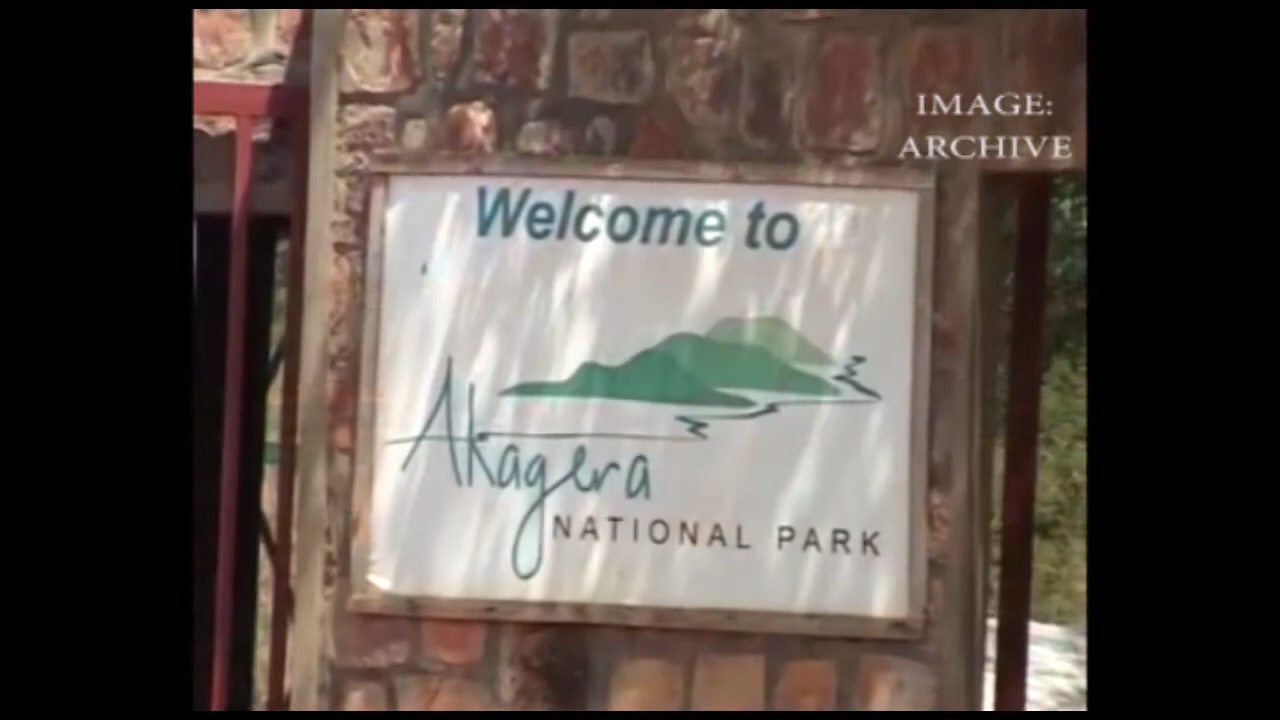 IMAGE:
ARCHIVE
Welcome to
Akagera
NATIONAL PARK